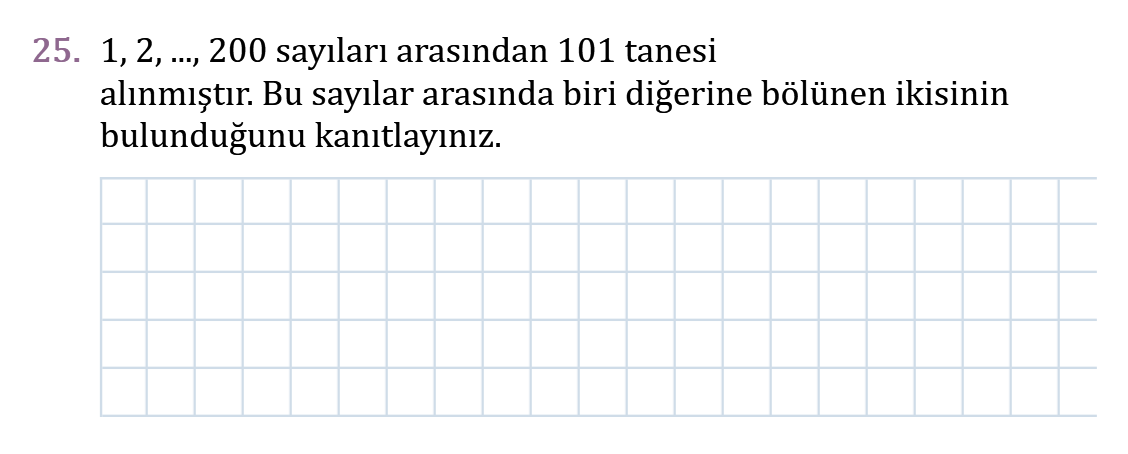 25. 1, 2, ..., 200 sayıları arasından 101 tanesi
alınmıştır. Bu sayılar arasında biri diğerine bölünen ikisinin
bulunduğunu kanıtlayınız.